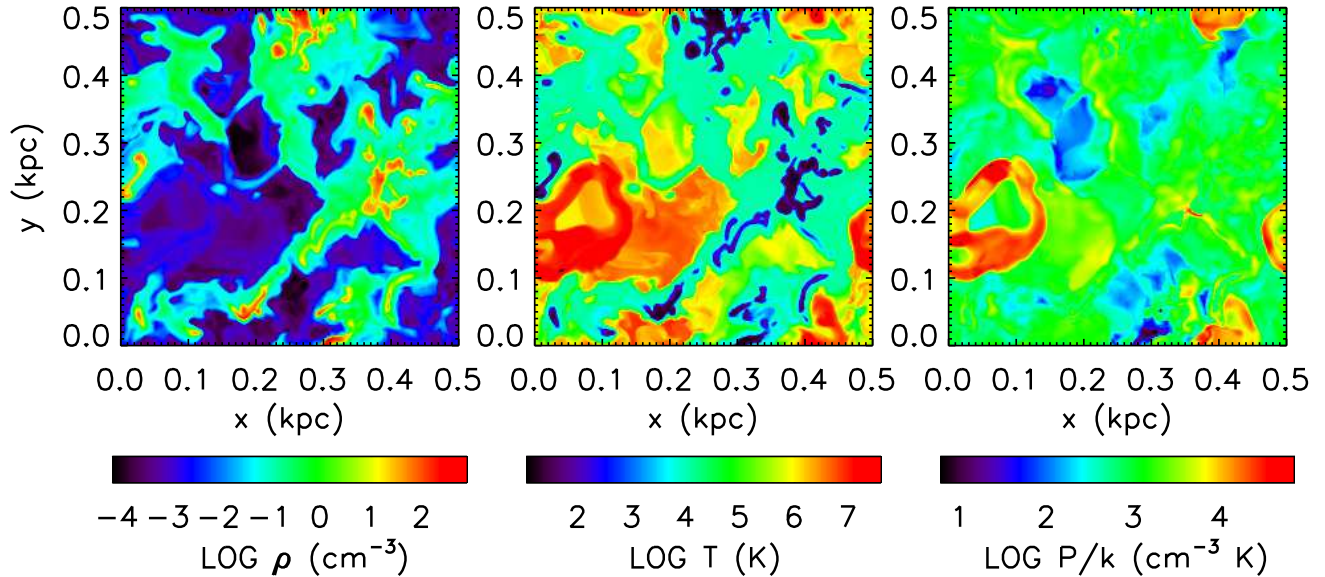 0.5 0.5 0.5
0.4 0.4 0.4
0.3 0.3 0.3
y (kpc)
0.2 0.2 0.2
0.1 0.1 0.1
0.0 0.0 0.0
0.0 0.1 0.2 0.3 0.4 0.5 0.0 0.1 0.2 0.3 0.4 0.5 0.0 0.1 0.2 0.3 0.4 0.5
x (kpc) x (kpc) x (kpc)
−4 −3 −2 −1 0 1 2 2 3 4 5 6 7 1 2 3 4
LOG ρ (cm⁻³) LOG T (K) LOG P/k (cm⁻³ K)